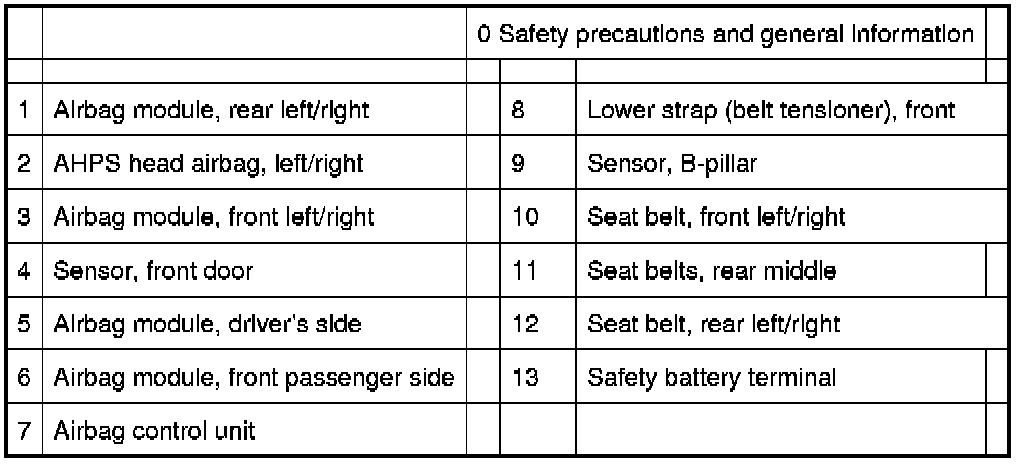 0 Safety precautions and general information
1 Airbag module, rear left/right 8 Lower strap (belt tensioner), front
2 AHPS head airbag, left/right 9 Sensor, B-pillar
3 Airbag module, front left/right 10 Seat belt, front left/right
4 Sensor, front door 11 Seat belts, rear middle
5 Airbag module, driver's side 12 Seat belt, rear left/right
6 Airbag module, front passenger side 13 Safety battery terminal
7 Airbag control unit